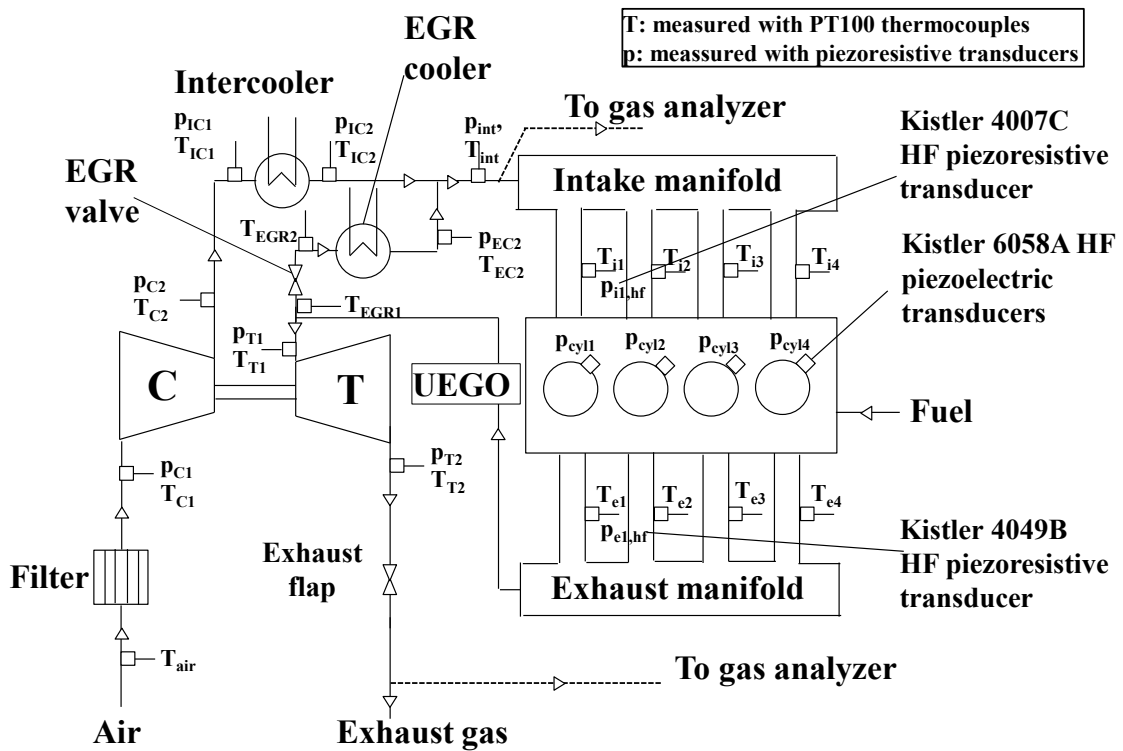 EGR
cooler
T: measured with PT100 thermocouples
p: meassured with piezoresistive transducers
Intercooler
To gas analyzer
p_IC1
T_IC1
p_IC2
T_IC2
p_int,
T_int
Kistler 4007C
HF piezoresistive
transducer
EGR
valve
Intake manifold
T_EGR2
p_EC2
T_EC2
T_i1
T_i2
T_i3
T_i4
p_i1,hf
Kistler 6058A HF
piezoelectric
transducers
p_C2
T_C2
T_EGR1
p_T1
T_T1
p_cyl1
p_cyl2
p_cyl3
p_cyl4
C
T
UEGO
Fuel
p_C1
T_C1
p_T2
T_T2
T_e1
T_e2
T_e3
T_e4
p_e1,hf
Kistler 4049B
HF piezoresistive
transducer
Filter
Exhaust
flap
Exhaust manifold
T_air
To gas analyzer
Air
Exhaust gas